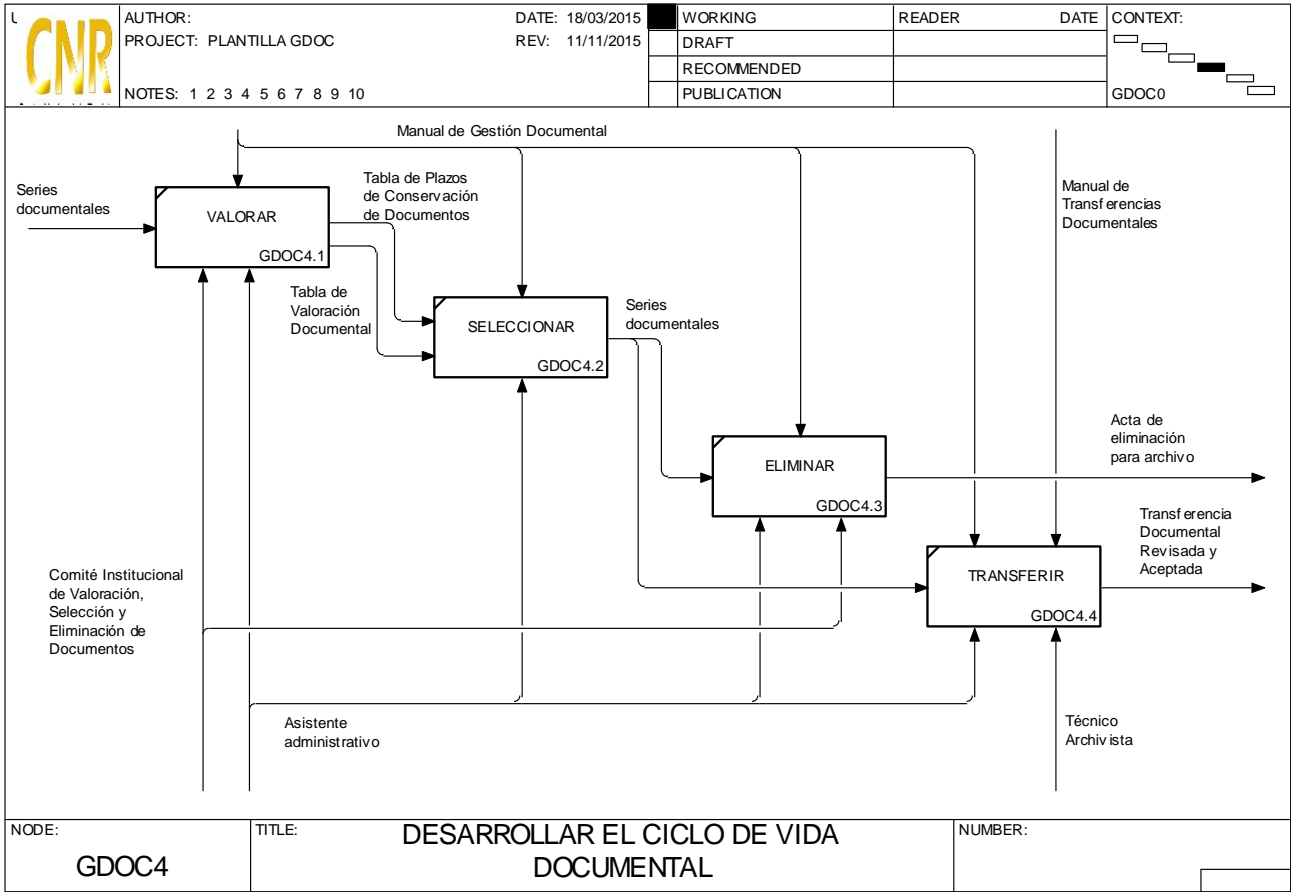 CNR
AUTHOR:
DATE: 18/03/2015
PROJECT: PLANTILLA GDOC
REV: 11/11/2015
NOTES: 1 2 3 4 5 6 7 8 9 10
WORKING
DRAFT
RECOMMENDED
PUBLICATION
READER
DATE
CONTEXT:
GDOC0
Manual de Gestión Documental
Series
documentales
VALORAR
GDOC4.1
Tabla de Plazos
de Conservación
de Documentos
Manual de
Transferencias
Documentales
Tabla de
Valoración
Documental
SELECCIONAR
GDOC4.2
Series
documentales
ELIMINAR
GDOC4.3
Acta de
eliminación
para archivo
Transferencia
Documental
Revisada y
Aceptada
TRANSFERIR
GDOC4.4
Comité Institucional
de Valoración,
Selección y
Eliminación de
Documentos
Asistente
administrativo
Técnico
Archivista
NODE:
GDOC4
TITLE:
DESARROLLAR EL CICLO DE VIDA
DOCUMENTAL
NUMBER: